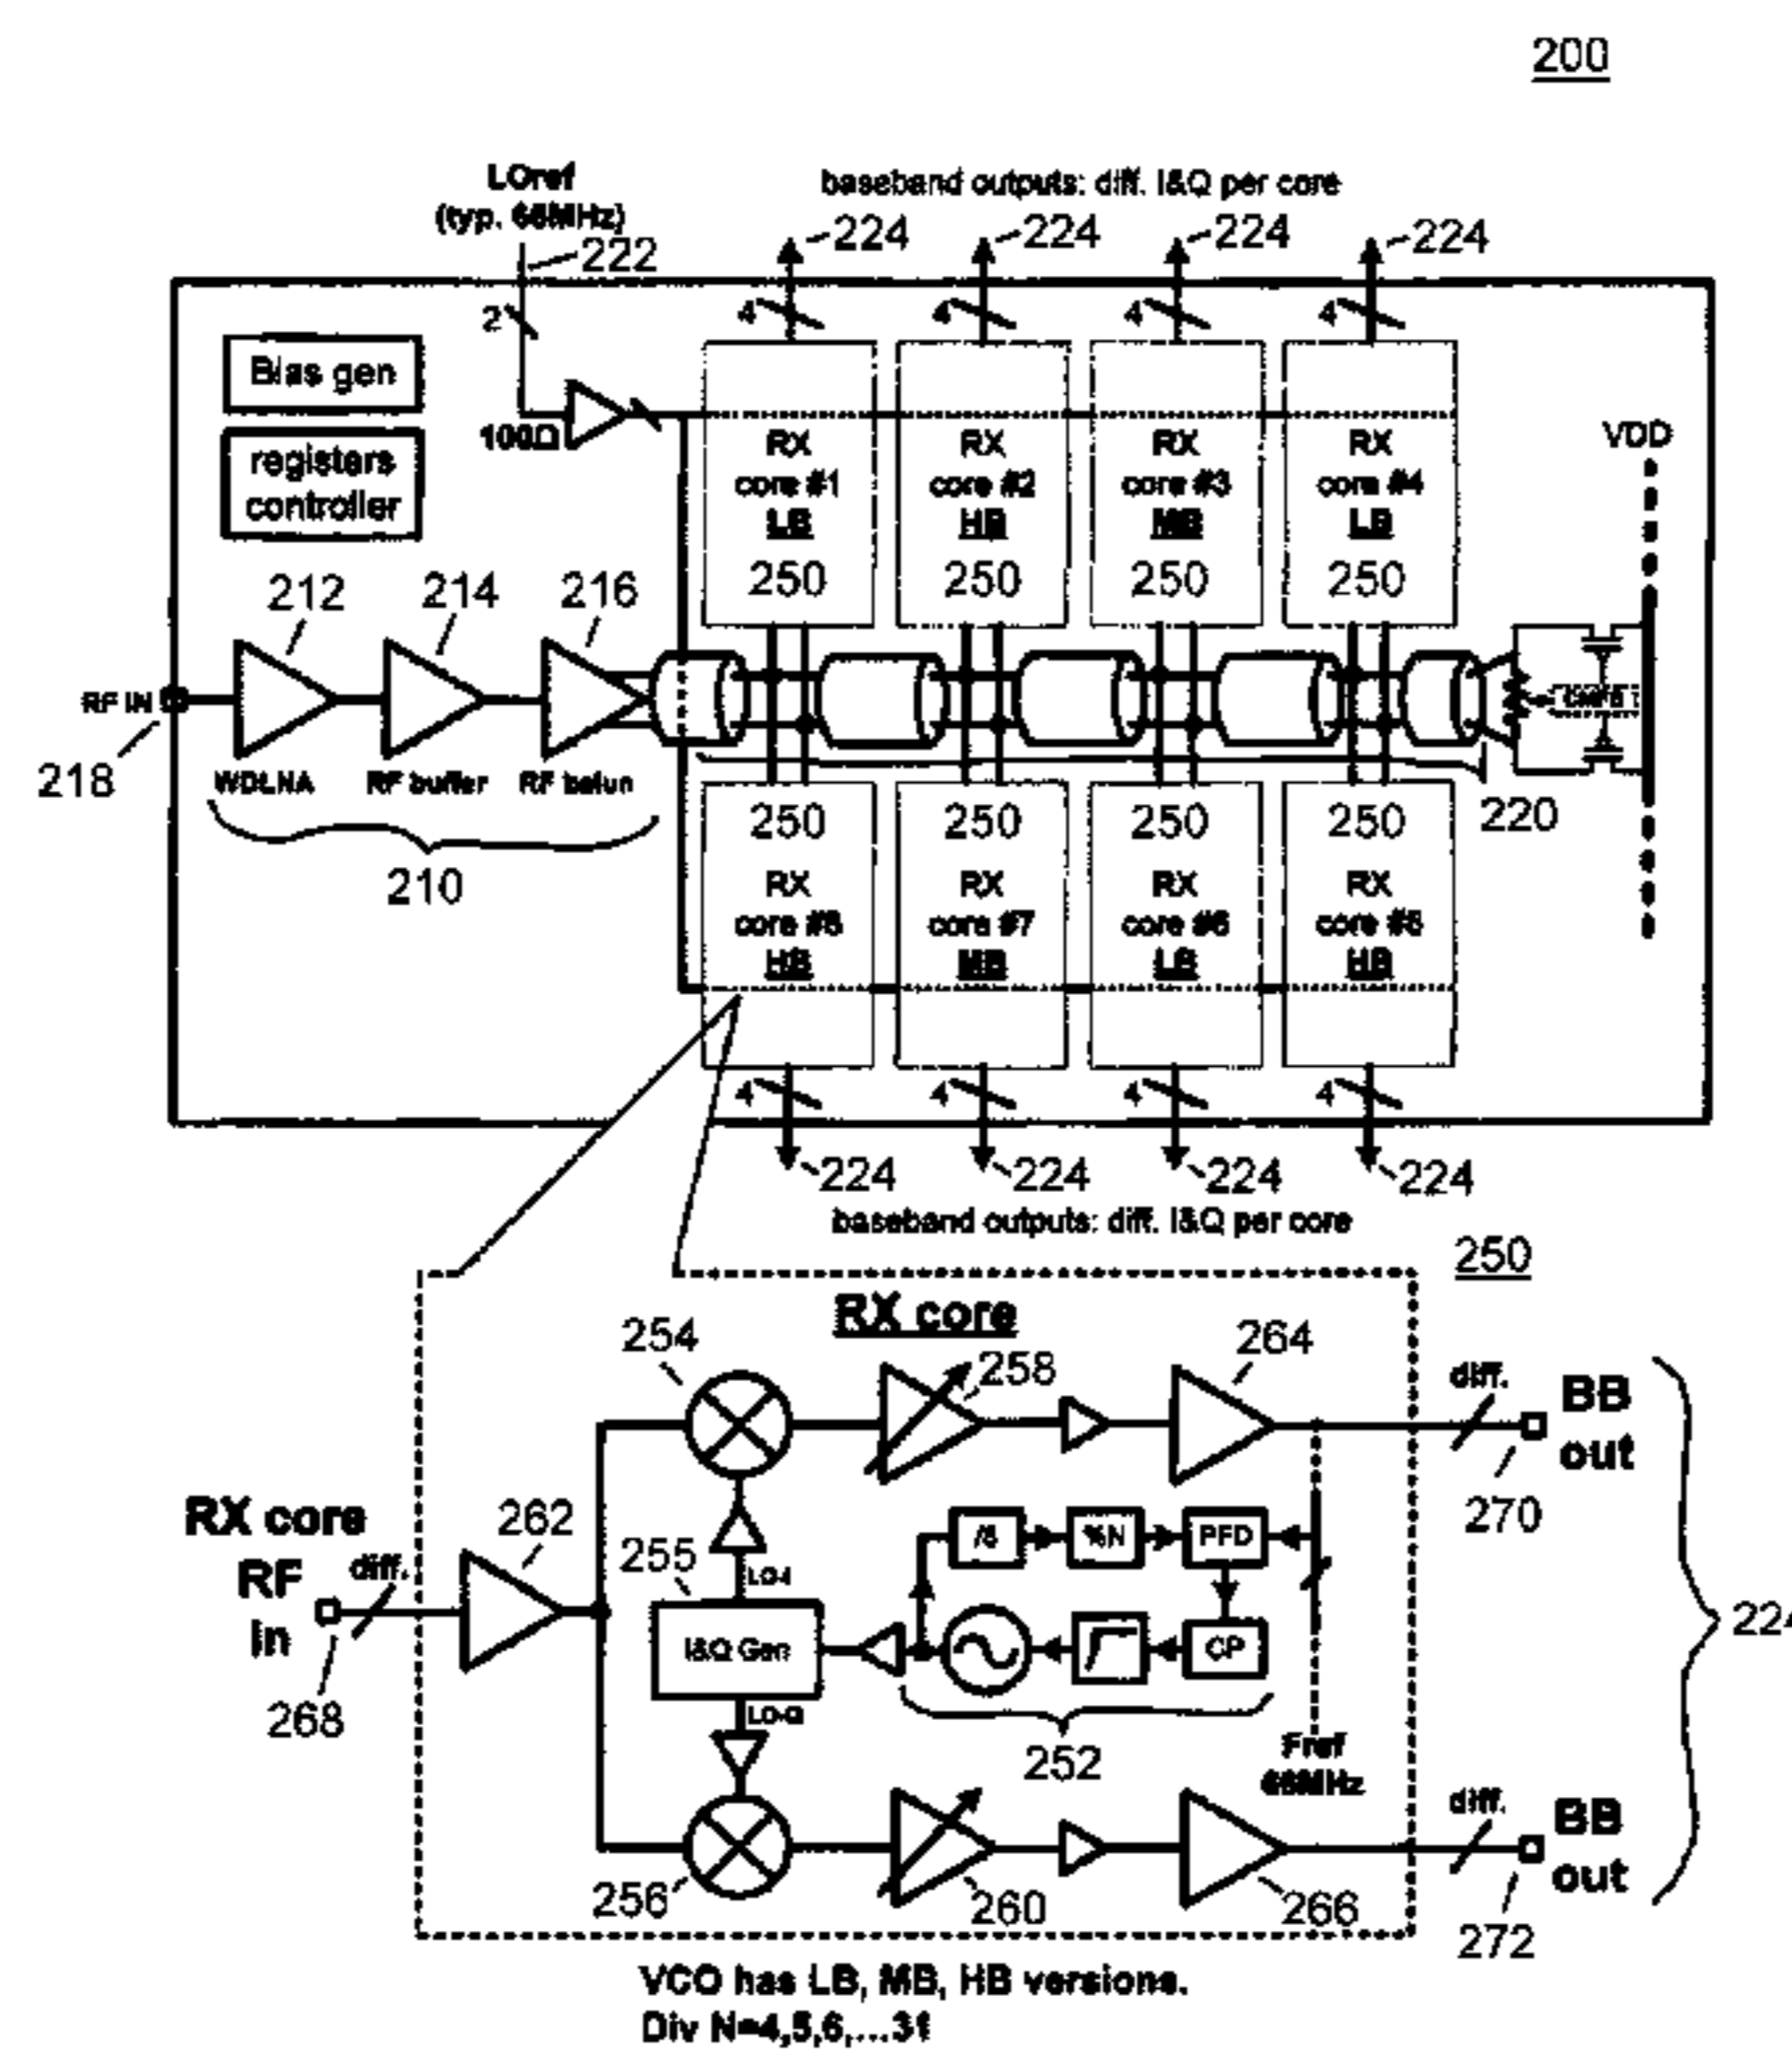 200
LOref
(typ. 66MHz)
222
2
100Ω
baseband outputs: diff. I&Q per core
224 224 224 224
4 4 4 4
Bias gen
registers
controller
RX RX RX RX
core #1 core #2 core #3 core #4
LB HB MB LB
250 250 250 250
VDD
212 214 216
RF IN
218
WDLNA RF buffer RF balun
210
220
250 250 250 250
RX RX RX RX
core #8 core #7 core #6 core #5
HB MB LB HB
4 4 4 4
224 224 224 224
baseband outputs: diff. I&Q per core
250
RX core
254
258
264
diff.
BB
out
270
RX core
RF
in
diff.
268
262
255
LO-I
I&Q Gen
LO-Q
%N
PFD
CP
252
Fref
66MHz
224
256
260
266
diff.
BB
out
272
VCO has LB, MB, HB versions.
Div N=4,5,6,...31